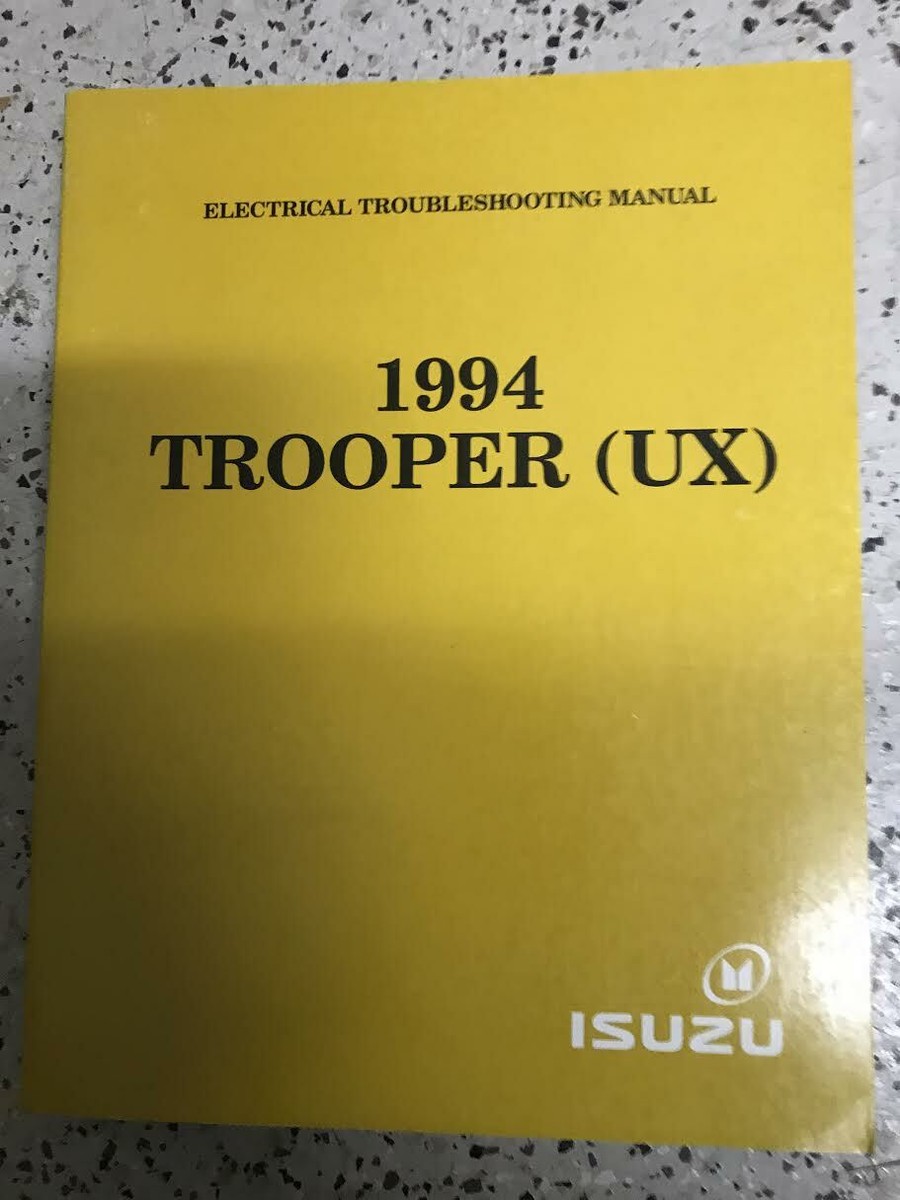 ELECTRICAL TROUBLESHOOTING MANUAL
1994
TROOPER (UX)
ISUZU